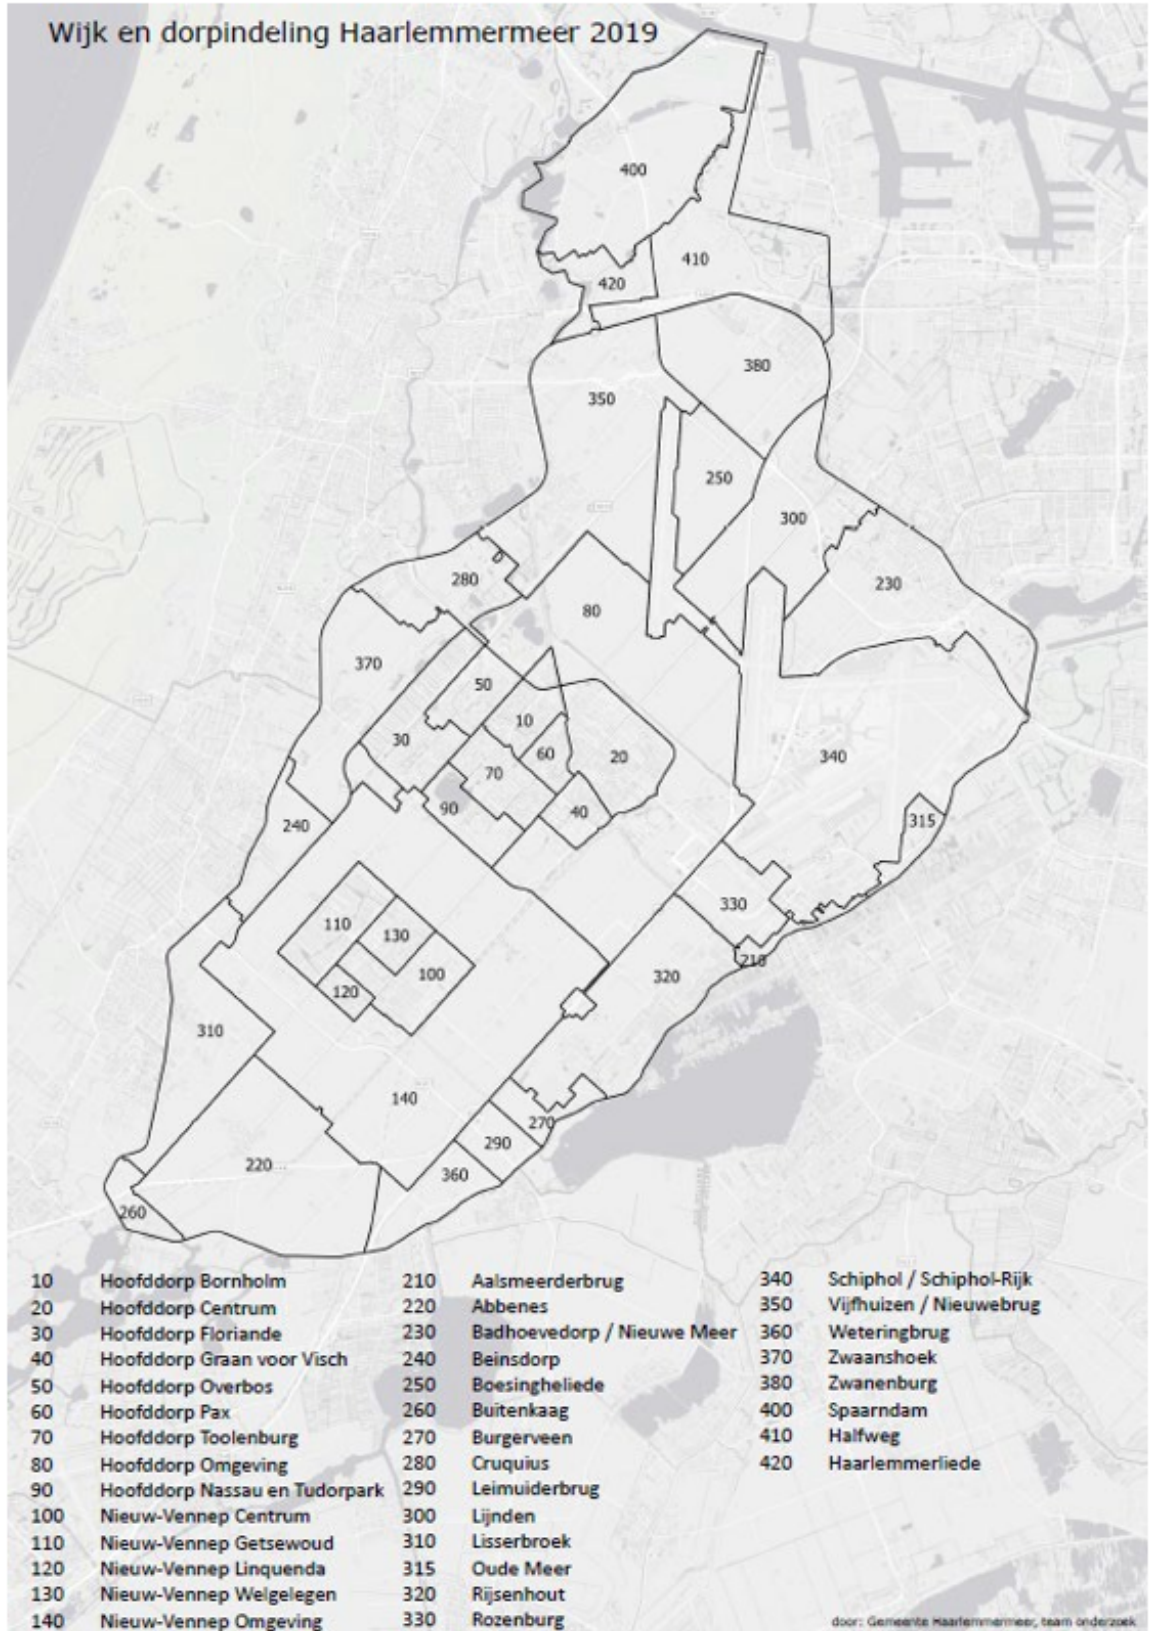 Wijk en dorpindeling Haarlemmermeer 2019
400
410
420
380
350
250
300
230
280
80
370
50
10
30
60
20
340
70
40
90
315
240
330
110
130
210
100
320
120
310
140
270
290
220
360
260
10 Hoofddorp Bornholm
20 Hoofddorp Centrum
30 Hoofddorp Floriande
40 Hoofddorp Graan voor Visch
50 Hoofddorp Overbos
60 Hoofddorp Pax
70 Hoofddorp Toolenburg
80 Hoofddorp Omgeving
90 Hoofddorp Nassau en Tudorpark
100 Nieuw-Vennep Centrum
110 Nieuw-Vennep Getsewoud
120 Nieuw-Vennep Linquenda
130 Nieuw-Vennep Welgelegen
140 Nieuw-Vennep Omgeving
210 Aalsmeerderbrug
220 Abbenes
230 Badhoevedorp / Nieuwe Meer
240 Beinsdorp
250 Boesingheliede
260 Buitenkaag
270 Burgerveen
280 Cruquius
290 Leimuiderbrug
300 Lijnden
310 Lisserbroek
315 Oude Meer
320 Rijsenhout
330 Rozenburg
340 Schiphol / Schiphol-Rijk
350 Vijfhuizen / Nieuwebrug
360 Weteringbrug
370 Zwaanshoek
380 Zwanenburg
400 Spaarndam
410 Halfweg
420 Haarlemmerliede
door: Gemeente Haarlemmermeer, team onderzoek